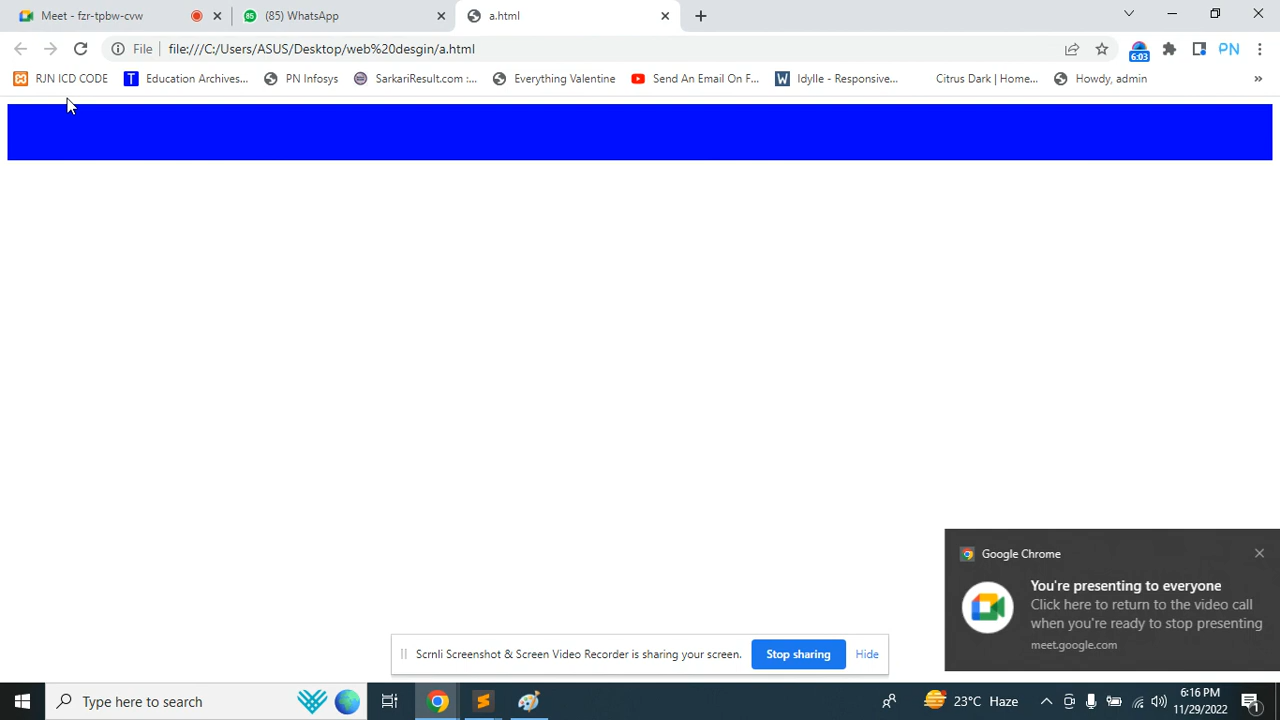 Meet - fzr-tpbw-cvw
(85) WhatsApp
a.html
File
file:///C:/Users/ASUS/Desktop/web%20desgin/a.html
6:03
PN
RJN ICD CODE
T
Education Archives...
PN Infosys
SarkariResult.com :...
Everything Valentine
Send An Email On F...
W
Idylle - Responsive...
Citrus Dark | Home...
Howdy, admin
»
Google Chrome
You're presenting to everyone
Click here to return to the video call
when you're ready to stop presenting
meet.google.com
Scrnli Screenshot & Screen Video Recorder is sharing your screen.
Stop sharing
Hide
Type here to search
23°C Haze
6:16 PM
11/29/2022
1